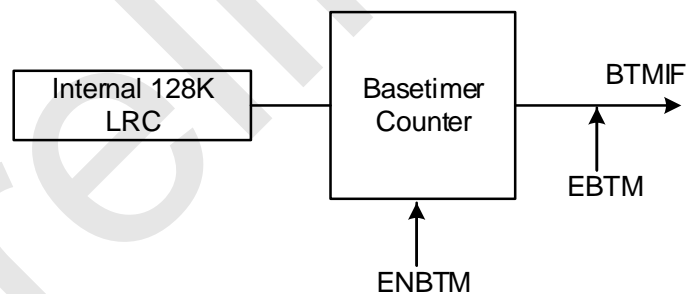 Internal 128K
LRC
Basetimer
Counter
BTMIF
EBTM
ENBTM